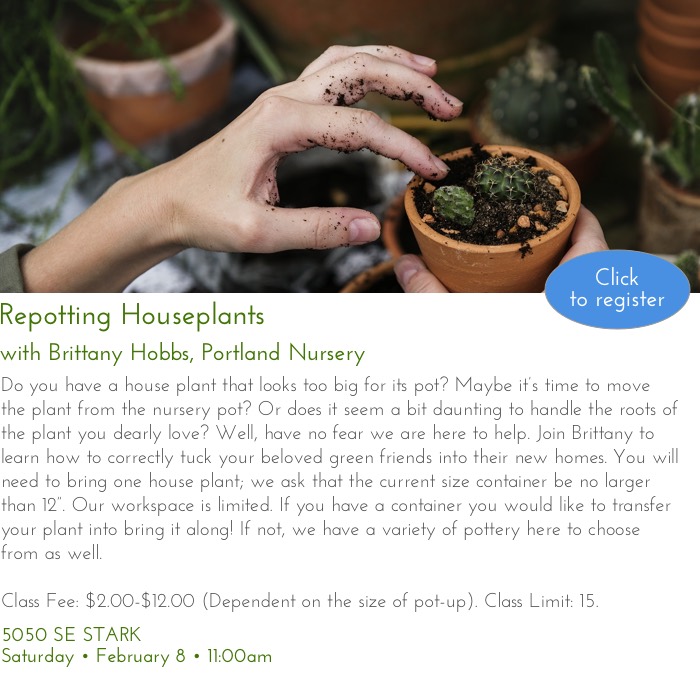 Click
to register
Repotting Houseplants
with Brittany Hobbs, Portland Nursery
Do you have a house plant that looks too big for its pot? Maybe it's time to move
the plant from the nursery pot? Or does it seem a bit daunting to handle the roots of
the plant you dearly love? Well, have no fear we are here to help. Join Brittany to
learn how to correctly tuck your beloved green friends into their new homes. You will
need to bring one house plant; we ask that the current size container be no larger
than 12". Our workspace is limited. If you have a container you would like to transfer
your plant into bring it along! If not, we have a variety of pottery here to choose
from as well.
Class Fee: $2.00-$12.00 (Dependent on the size of pot-up). Class Limit: 15.
5050 SE STARK
Saturday • February 8 • 11:00am